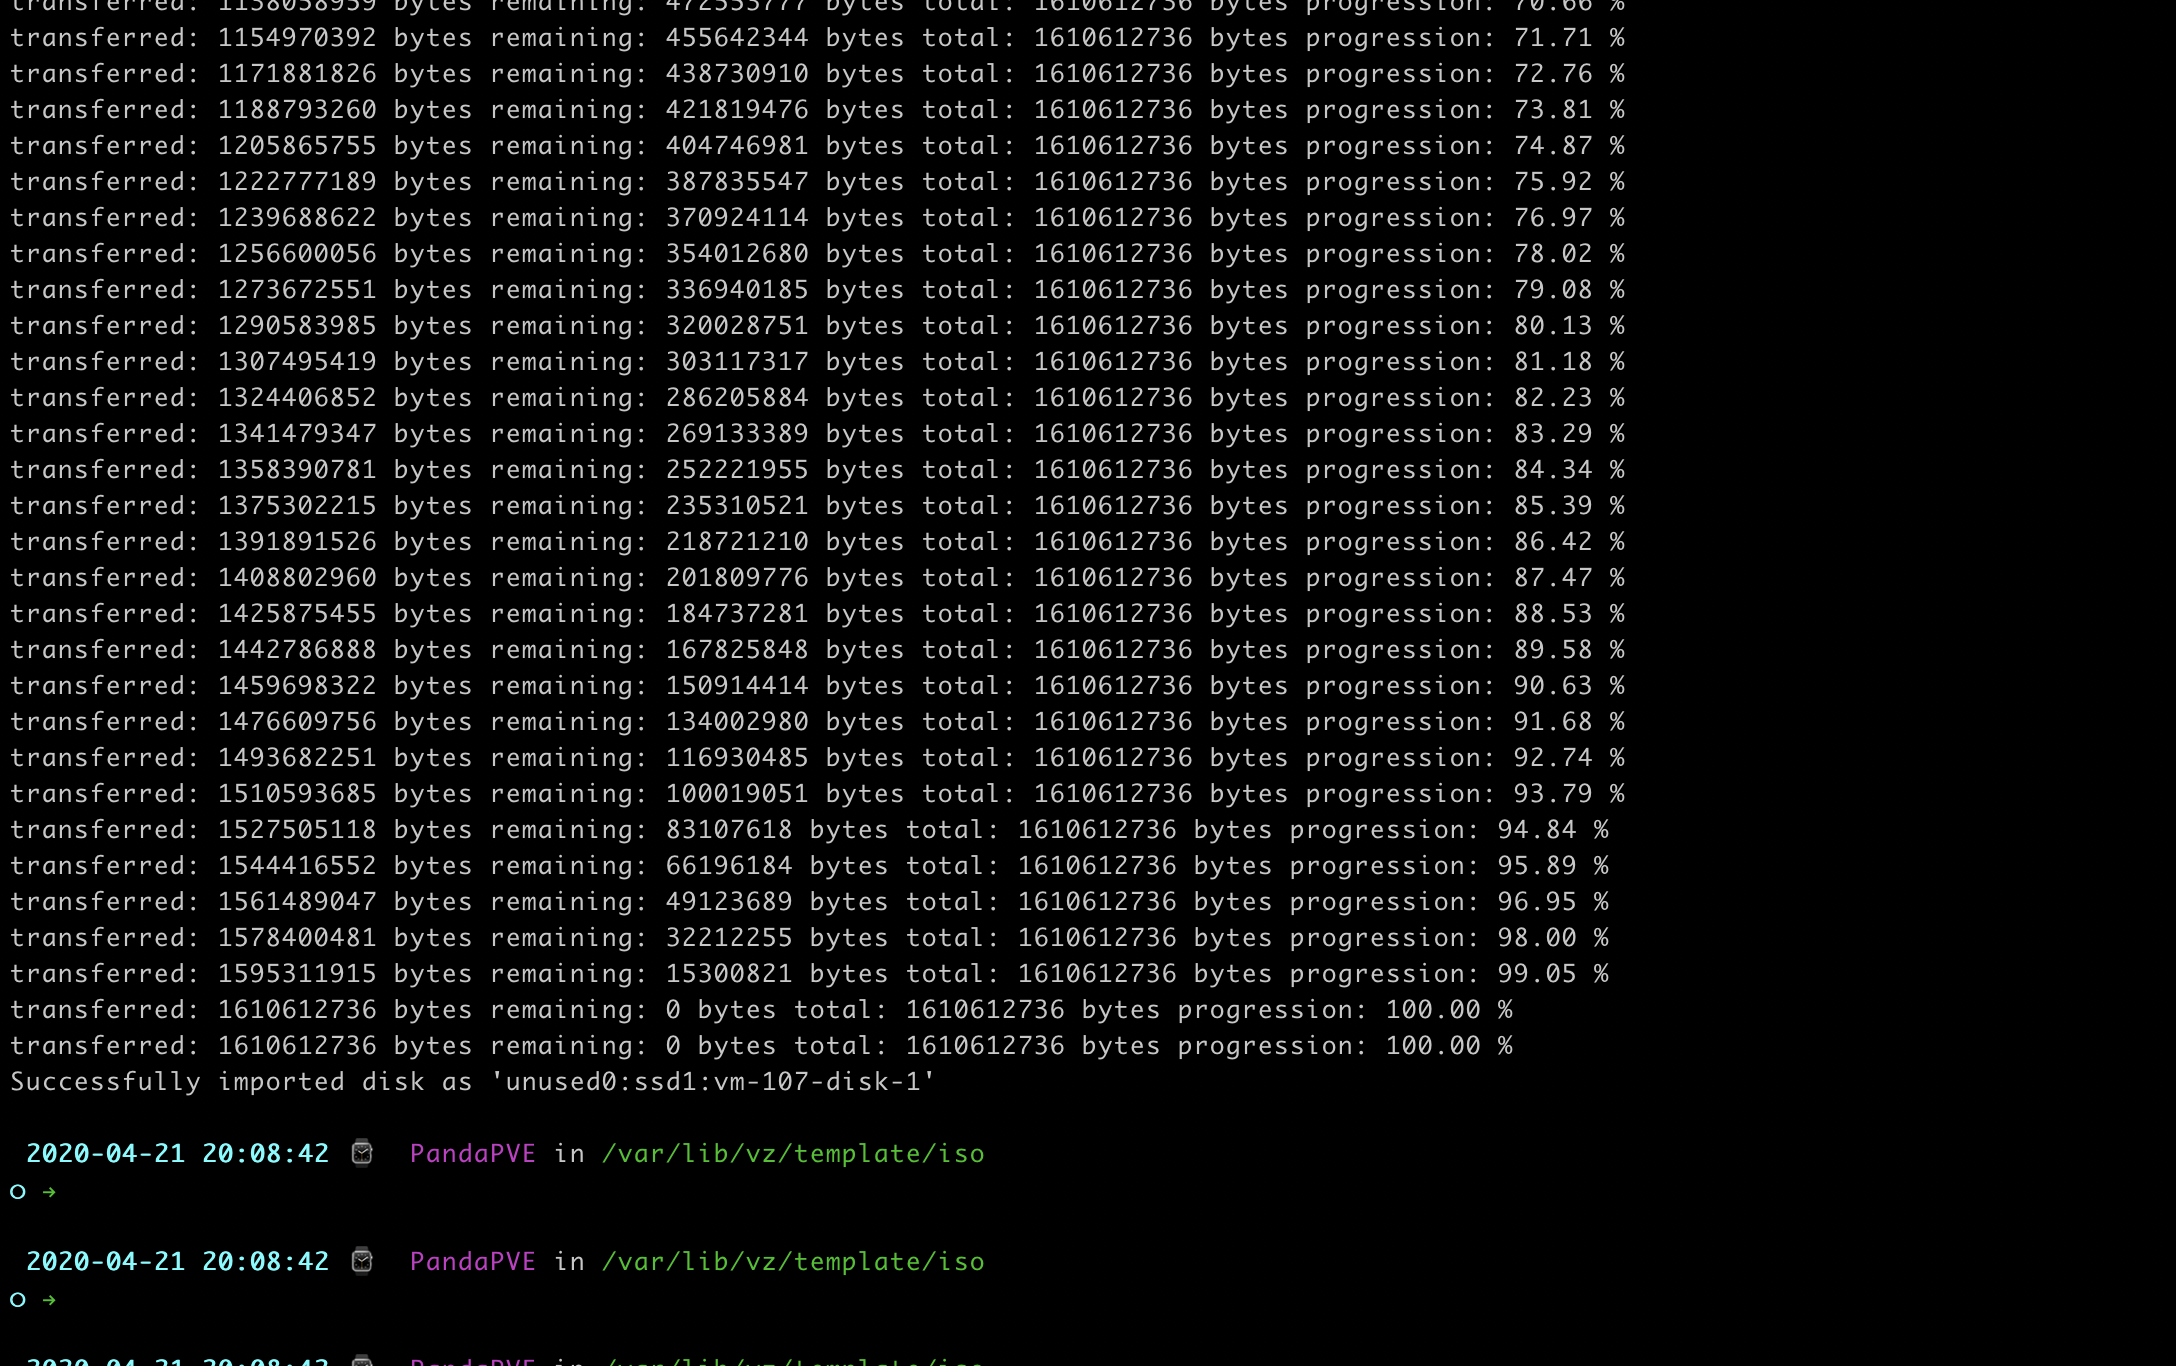 transferred: 1138058959 bytes remaining: 472553777 bytes total: 1610612736 bytes progression: 70.66 %
transferred: 1154970392 bytes remaining: 455642344 bytes total: 1610612736 bytes progression: 71.71 %
transferred: 1171881826 bytes remaining: 438730910 bytes total: 1610612736 bytes progression: 72.76 %
transferred: 1188793260 bytes remaining: 421819476 bytes total: 1610612736 bytes progression: 73.81 %
transferred: 1205865755 bytes remaining: 404746981 bytes total: 1610612736 bytes progression: 74.87 %
transferred: 1222777189 bytes remaining: 387835547 bytes total: 1610612736 bytes progression: 75.92 %
transferred: 1239688622 bytes remaining: 370924114 bytes total: 1610612736 bytes progression: 76.97 %
transferred: 1256600056 bytes remaining: 354012680 bytes total: 1610612736 bytes progression: 78.02 %
transferred: 1273672551 bytes remaining: 336940185 bytes total: 1610612736 bytes progression: 79.08 %
transferred: 1290583985 bytes remaining: 320028751 bytes total: 1610612736 bytes progression: 80.13 %
transferred: 1307495419 bytes remaining: 303117317 bytes total: 1610612736 bytes progression: 81.18 %
transferred: 1324406852 bytes remaining: 286205884 bytes total: 1610612736 bytes progression: 82.23 %
transferred: 1341479347 bytes remaining: 269133389 bytes total: 1610612736 bytes progression: 83.29 %
transferred: 1358390781 bytes remaining: 252221955 bytes total: 1610612736 bytes progression: 84.34 %
transferred: 1375302215 bytes remaining: 235310521 bytes total: 1610612736 bytes progression: 85.39 %
transferred: 1391891526 bytes remaining: 218721210 bytes total: 1610612736 bytes progression: 86.42 %
transferred: 1408802960 bytes remaining: 201809776 bytes total: 1610612736 bytes progression: 87.47 %
transferred: 1425875455 bytes remaining: 184737281 bytes total: 1610612736 bytes progression: 88.53 %
transferred: 1442786888 bytes remaining: 167825848 bytes total: 1610612736 bytes progression: 89.58 %
transferred: 1459698322 bytes remaining: 150914414 bytes total: 1610612736 bytes progression: 90.63 %
transferred: 1476609756 bytes remaining: 134002980 bytes total: 1610612736 bytes progression: 91.68 %
transferred: 1493682251 bytes remaining: 116930485 bytes total: 1610612736 bytes progression: 92.74 %
transferred: 1510593685 bytes remaining: 100019051 bytes total: 1610612736 bytes progression: 93.79 %
transferred: 1527505118 bytes remaining: 83107618 bytes total: 1610612736 bytes progression: 94.84 %
transferred: 1544416552 bytes remaining: 66196184 bytes total: 1610612736 bytes progression: 95.89 %
transferred: 1561489047 bytes remaining: 49123689 bytes total: 1610612736 bytes progression: 96.95 %
transferred: 1578400481 bytes remaining: 32212255 bytes total: 1610612736 bytes progression: 98.00 %
transferred: 1595311915 bytes remaining: 15300821 bytes total: 1610612736 bytes progression: 99.05 %
transferred: 1610612736 bytes remaining: 0 bytes total: 1610612736 bytes progression: 100.00 %
transferred: 1610612736 bytes remaining: 0 bytes total: 1610612736 bytes progression: 100.00 %
Successfully imported disk as 'unused0:ssd1:vm-107-disk-1'
2020-04-21 20:08:42 ⌚ PandaPVE in /var/lib/vz/template/iso
○ →
2020-04-21 20:08:42 ⌚ PandaPVE in /var/lib/vz/template/iso
○ →
2020-04-21 PandaPVE in /var/lib/vz/template/iso